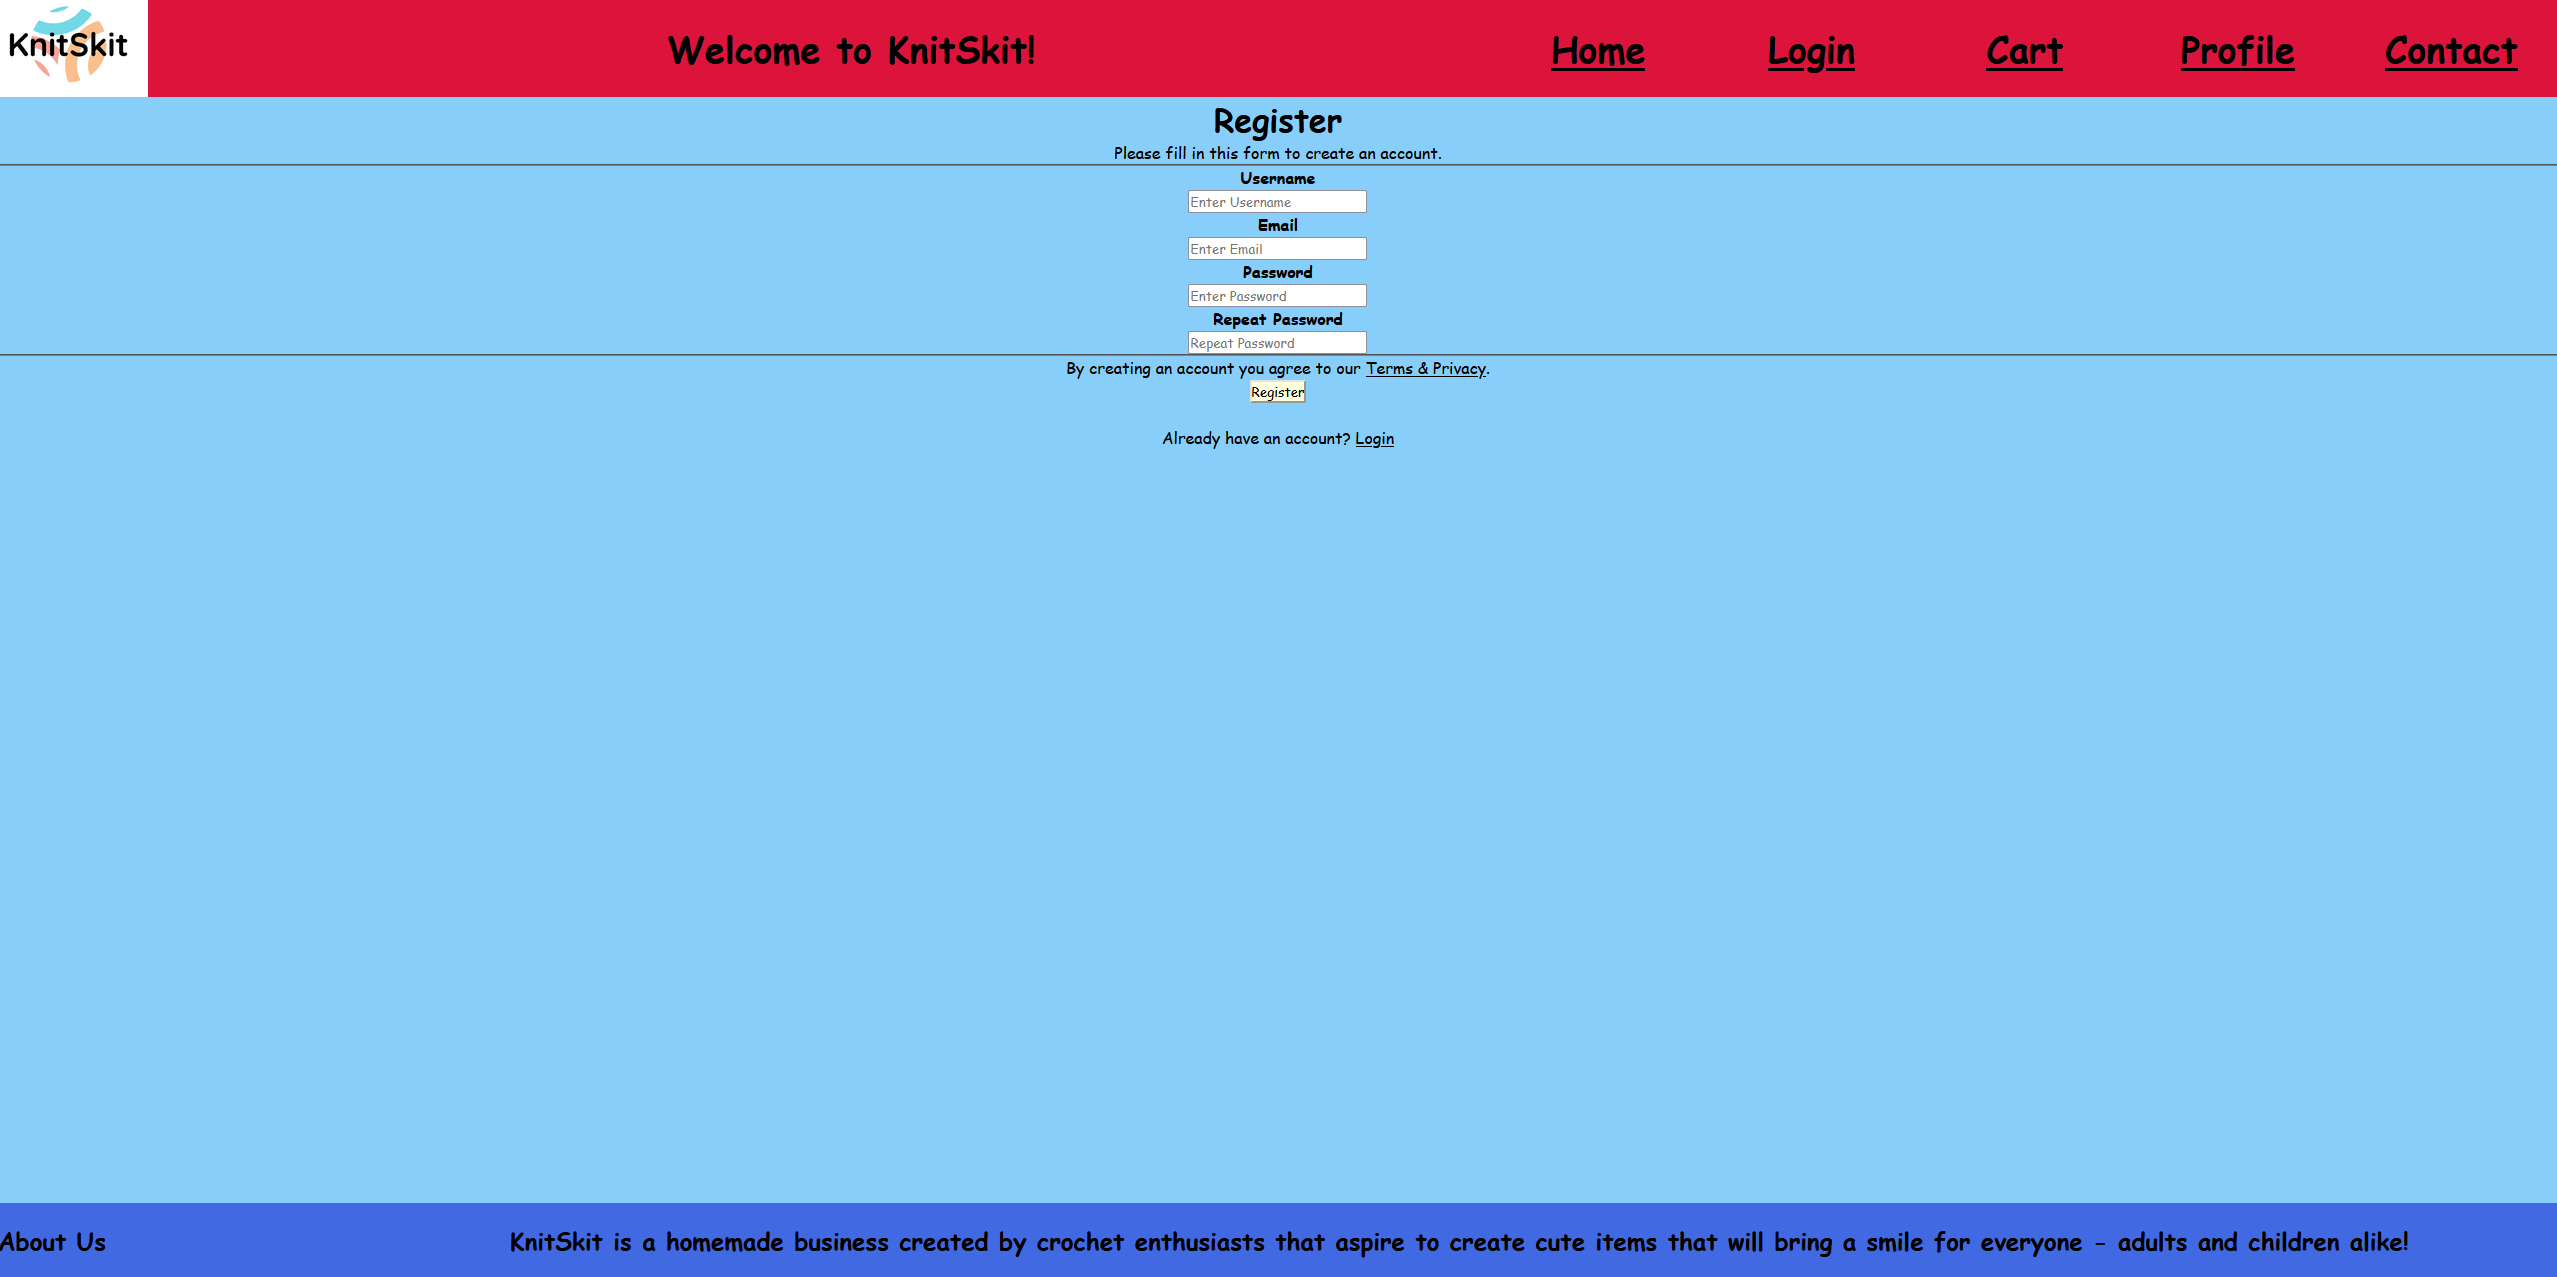 KnitSkit
Welcome to KnitSkit!
Home
Login
Cart
Profile
Contact
Register
Please fill in this form to create an account.
Username
Enter Username
Email
Enter Email
Password
Enter Password
Repeat Password
Repeat Password
By creating an account you agree to our Terms & Privacy.
Register
Already have an account? Login
About Us
KnitSkit is a homemade business created by crochet enthusiasts that aspire to create cute items that will bring a smile for everyone - adults and children alike!